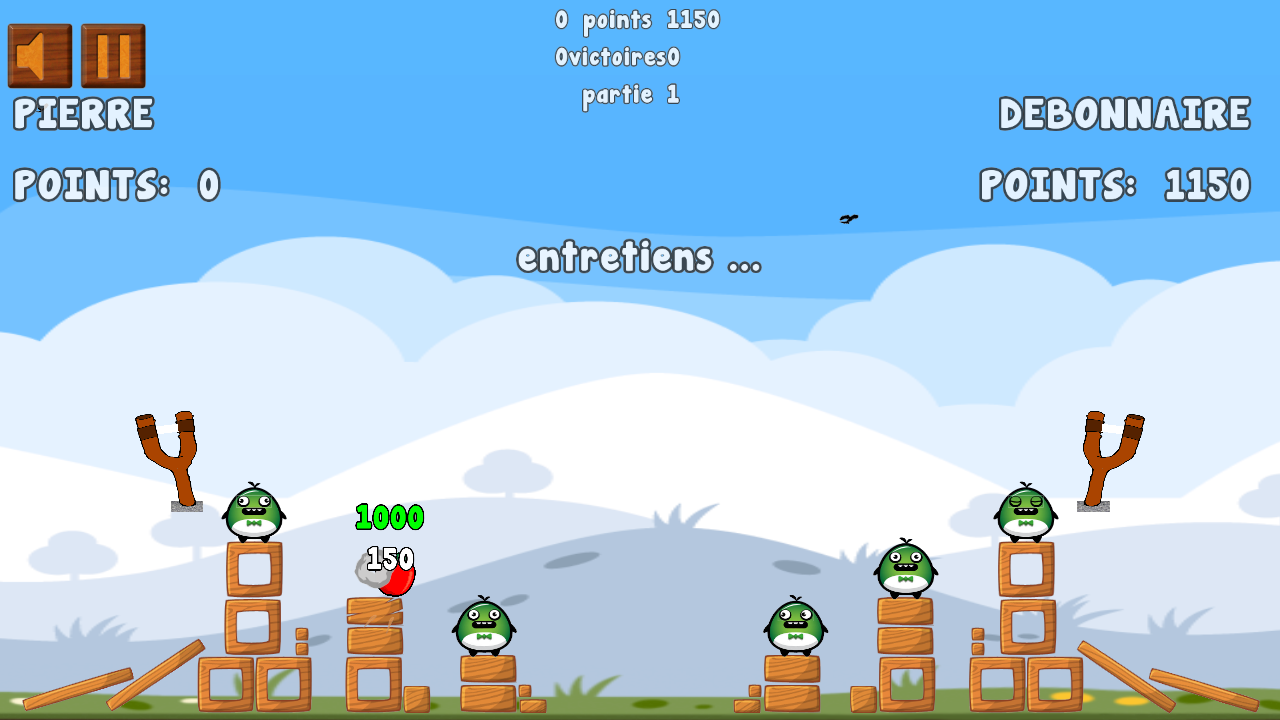 0 points 1150
0victoires0
partie 1
PIERRE
DEBONNAIRE
POINTS: 0
POINTS: 1150
entretiens ...
1000
150